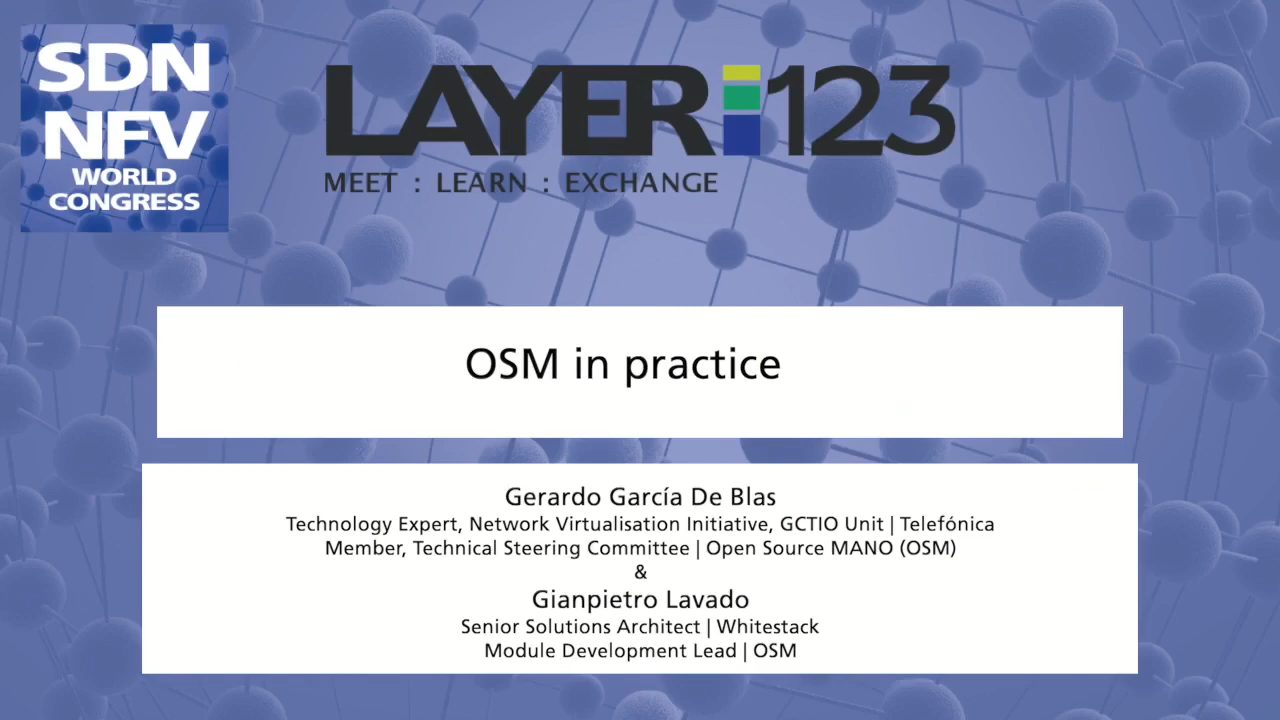 SDN
NFV
WORLD
CONGRESS
LAYER 123
MEET : LEARN : EXCHANGE
OSM in practice
Gerardo García De Blas
Technology Expert, Network Virtualisation Initiative, GCTIO Unit | Telefónica
Member, Technical Steering Committee | Open Source MANO (OSM)
&
Gianpietro Lavado
Senior Solutions Architect | Whitestack
Module Development Lead | OSM